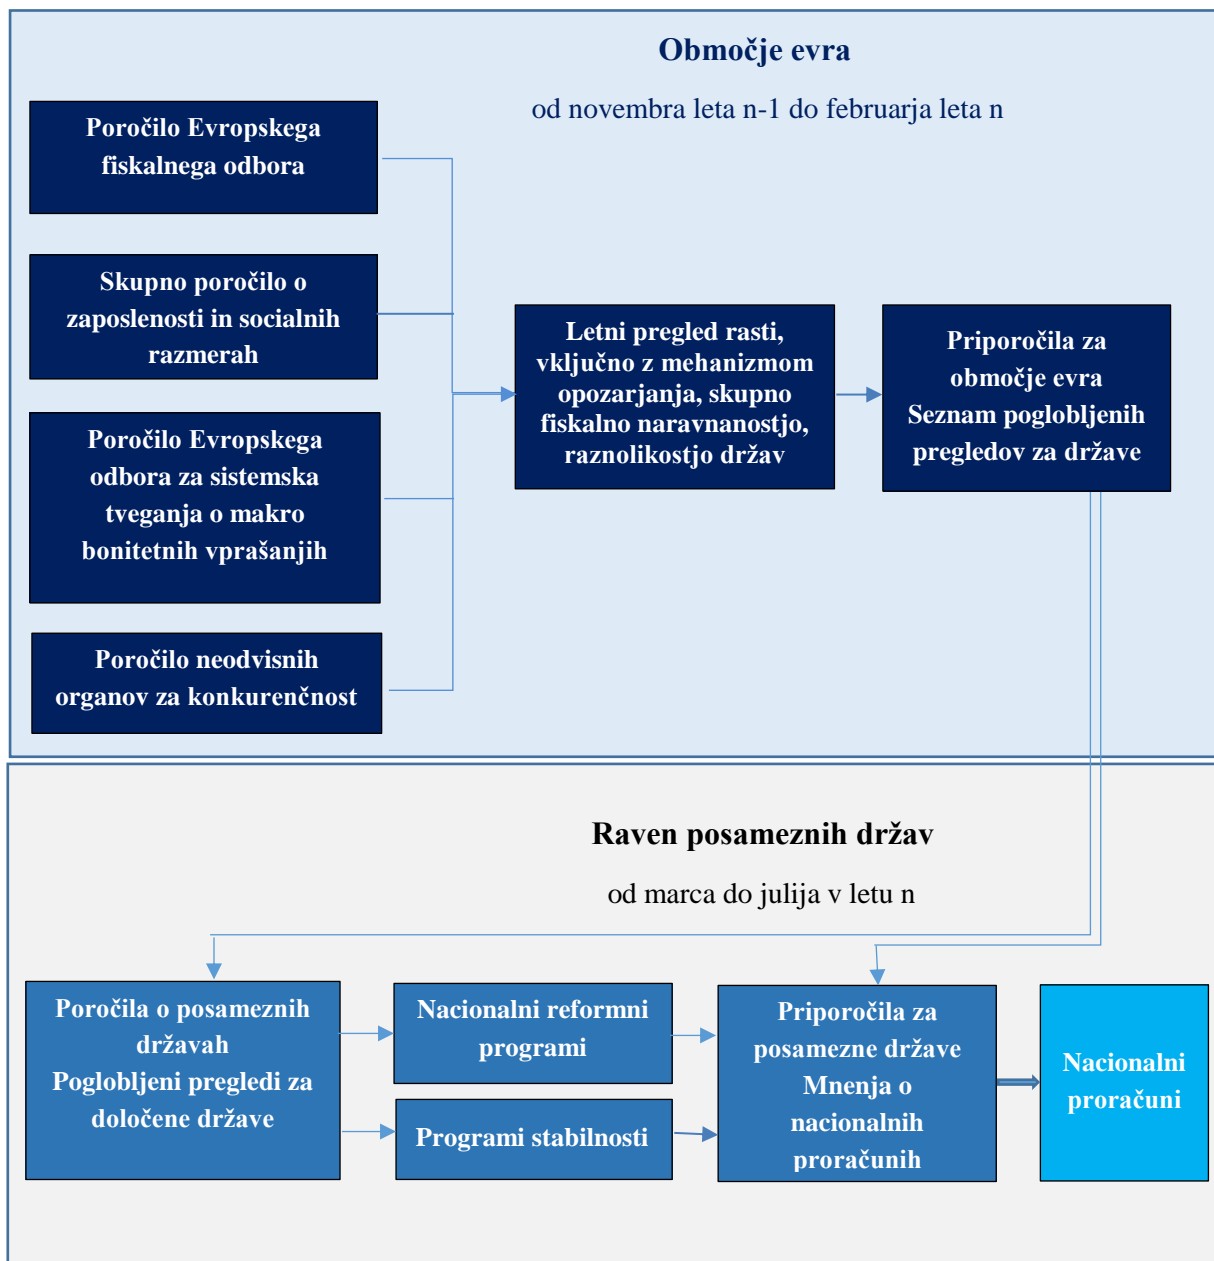 Območje evra
od novembra leta n-1 do februarja leta n
Poročilo Evropskega
fiskalnega odbora
Skupno poročilo o
zaposlenosti in socialnih
razmerah
Poročilo Evropskega
odbora za sistemska
tveganja o makro
bonitetnih vprašanjih
Poročilo neodvisnih
organov za konkurenčnost
Letni pregled rasti,
vključno z mehanizmom
opozarjanja, skupno
fiskalno naravnanostjo,
raznolikostjo držav
Priporočila za
območje evra
Seznam poglobljenih
pregledov za države
Raven posameznih držav
od marca do julija v letu n
Poročila o posameznih
državah
Poglobljeni pregledi za
določene države
Nacionalni reformni
programi
Programi stabilnosti
Priporočila za
posamezne države
Mnenja o
nacionalnih
proračunih
Nacionalni
proračuni